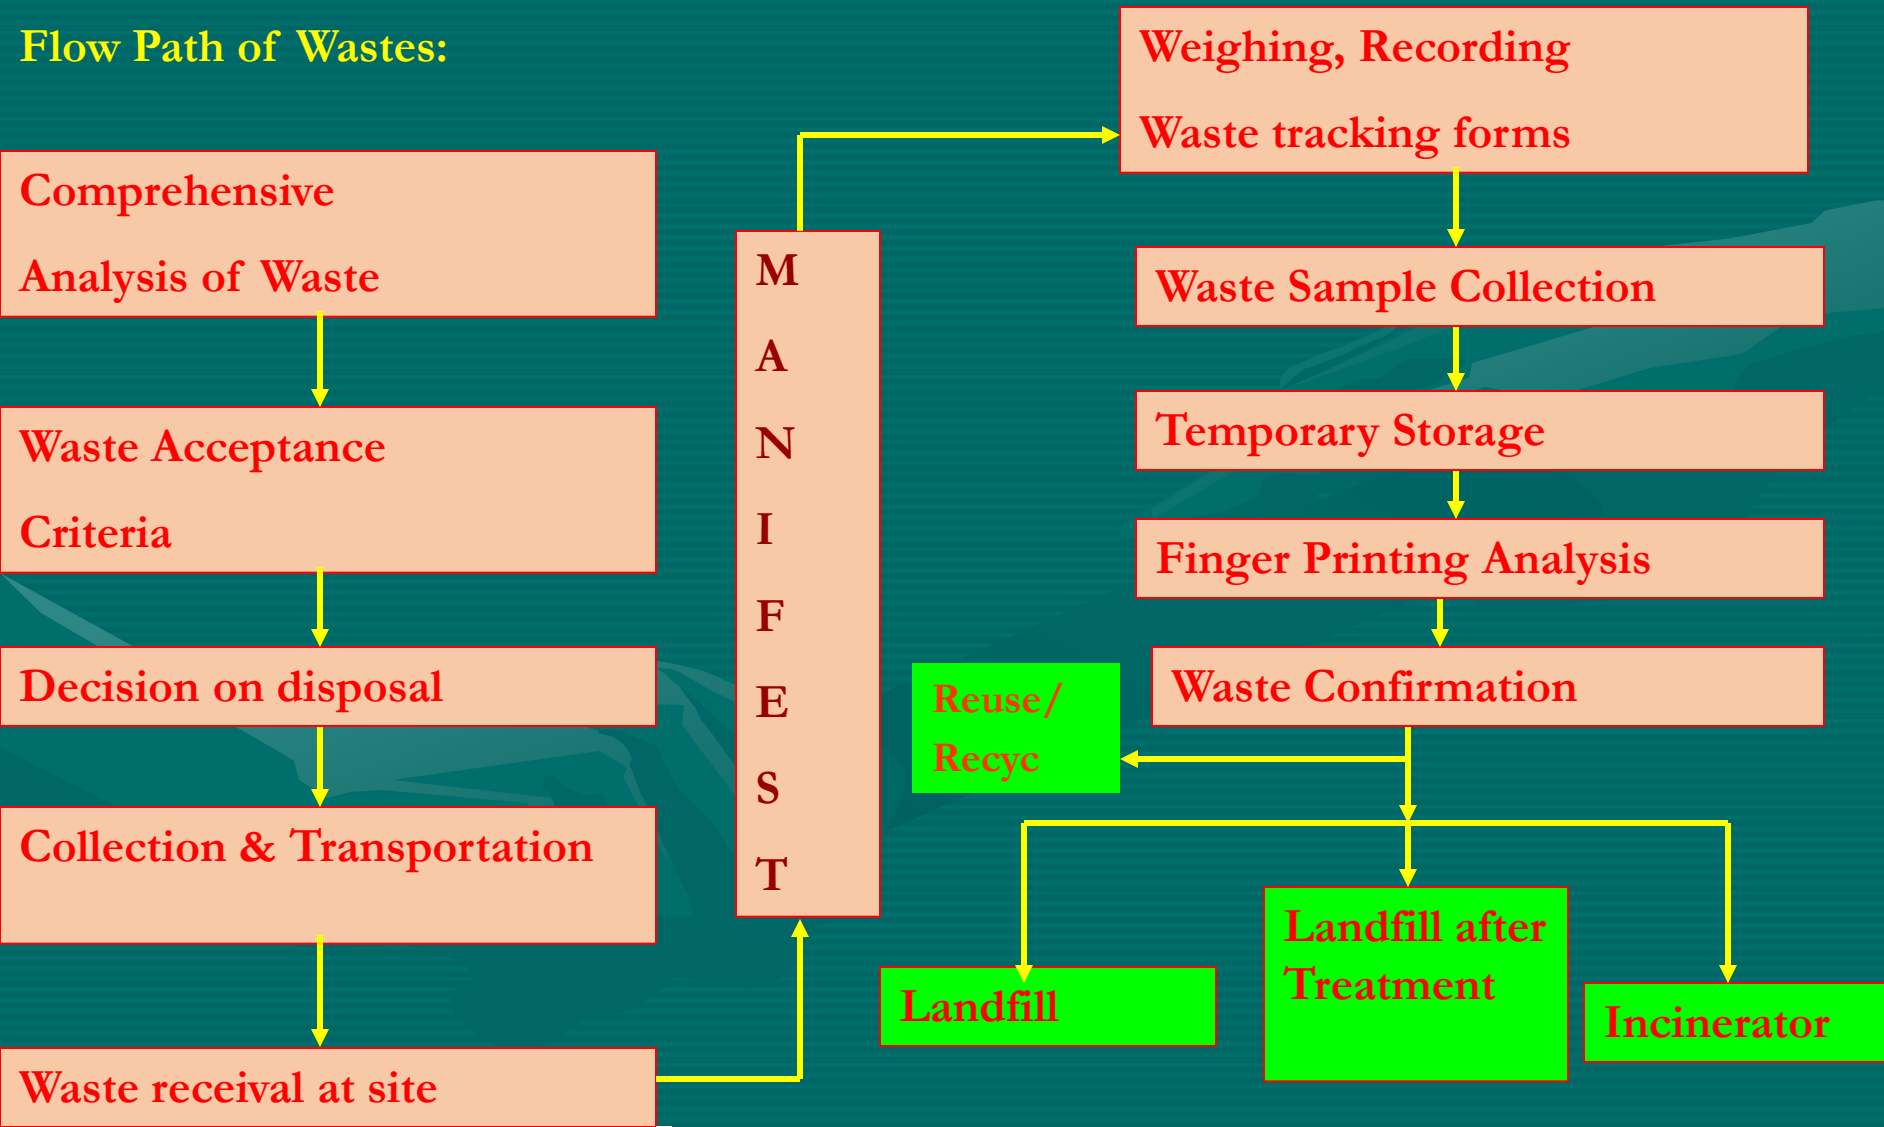 Flow Path of Wastes:
Comprehensive
Analysis of Waste
Waste Acceptance
Criteria
Decision on disposal
Collection & Transportation
Waste receival at site
M
A
N
I
F
E
S
T
Weighing, Recording
Waste tracking forms
Waste Sample Collection
Temporary Storage
Finger Printing Analysis
Waste Confirmation
Reuse/
Recyc
Landfill
Landfill after
Treatment
Incinerator